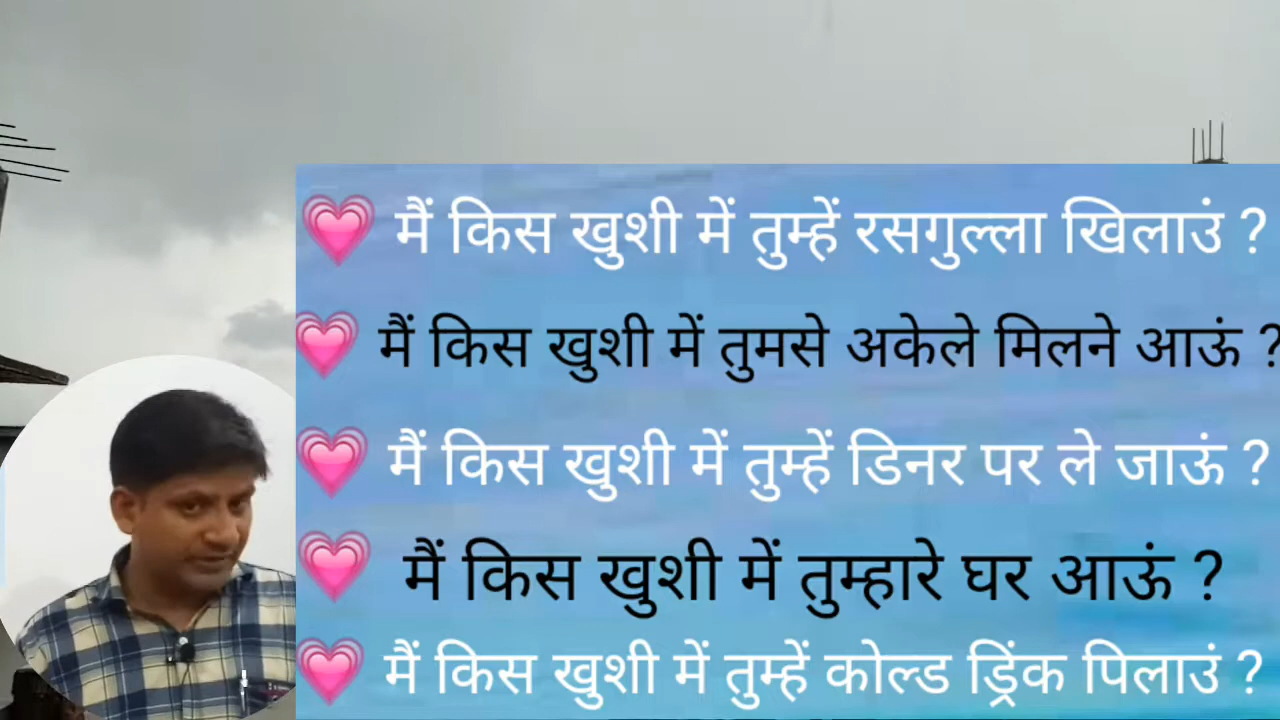 💗 मैं किस खुशी में तुम्हें रसगुल्ला खिलाउं ?
💗 मैं किस खुशी में तुमसे अकेले मिलने आऊं ?
💗 मैं किस खुशी में तुम्हें डिनर पर ले जाऊं ?
💗 मैं किस खुशी में तुम्हारे घर आऊं ?
💗 मैं किस खुशी में तुम्हें कोल्ड ड्रिंक पिलाउं ?